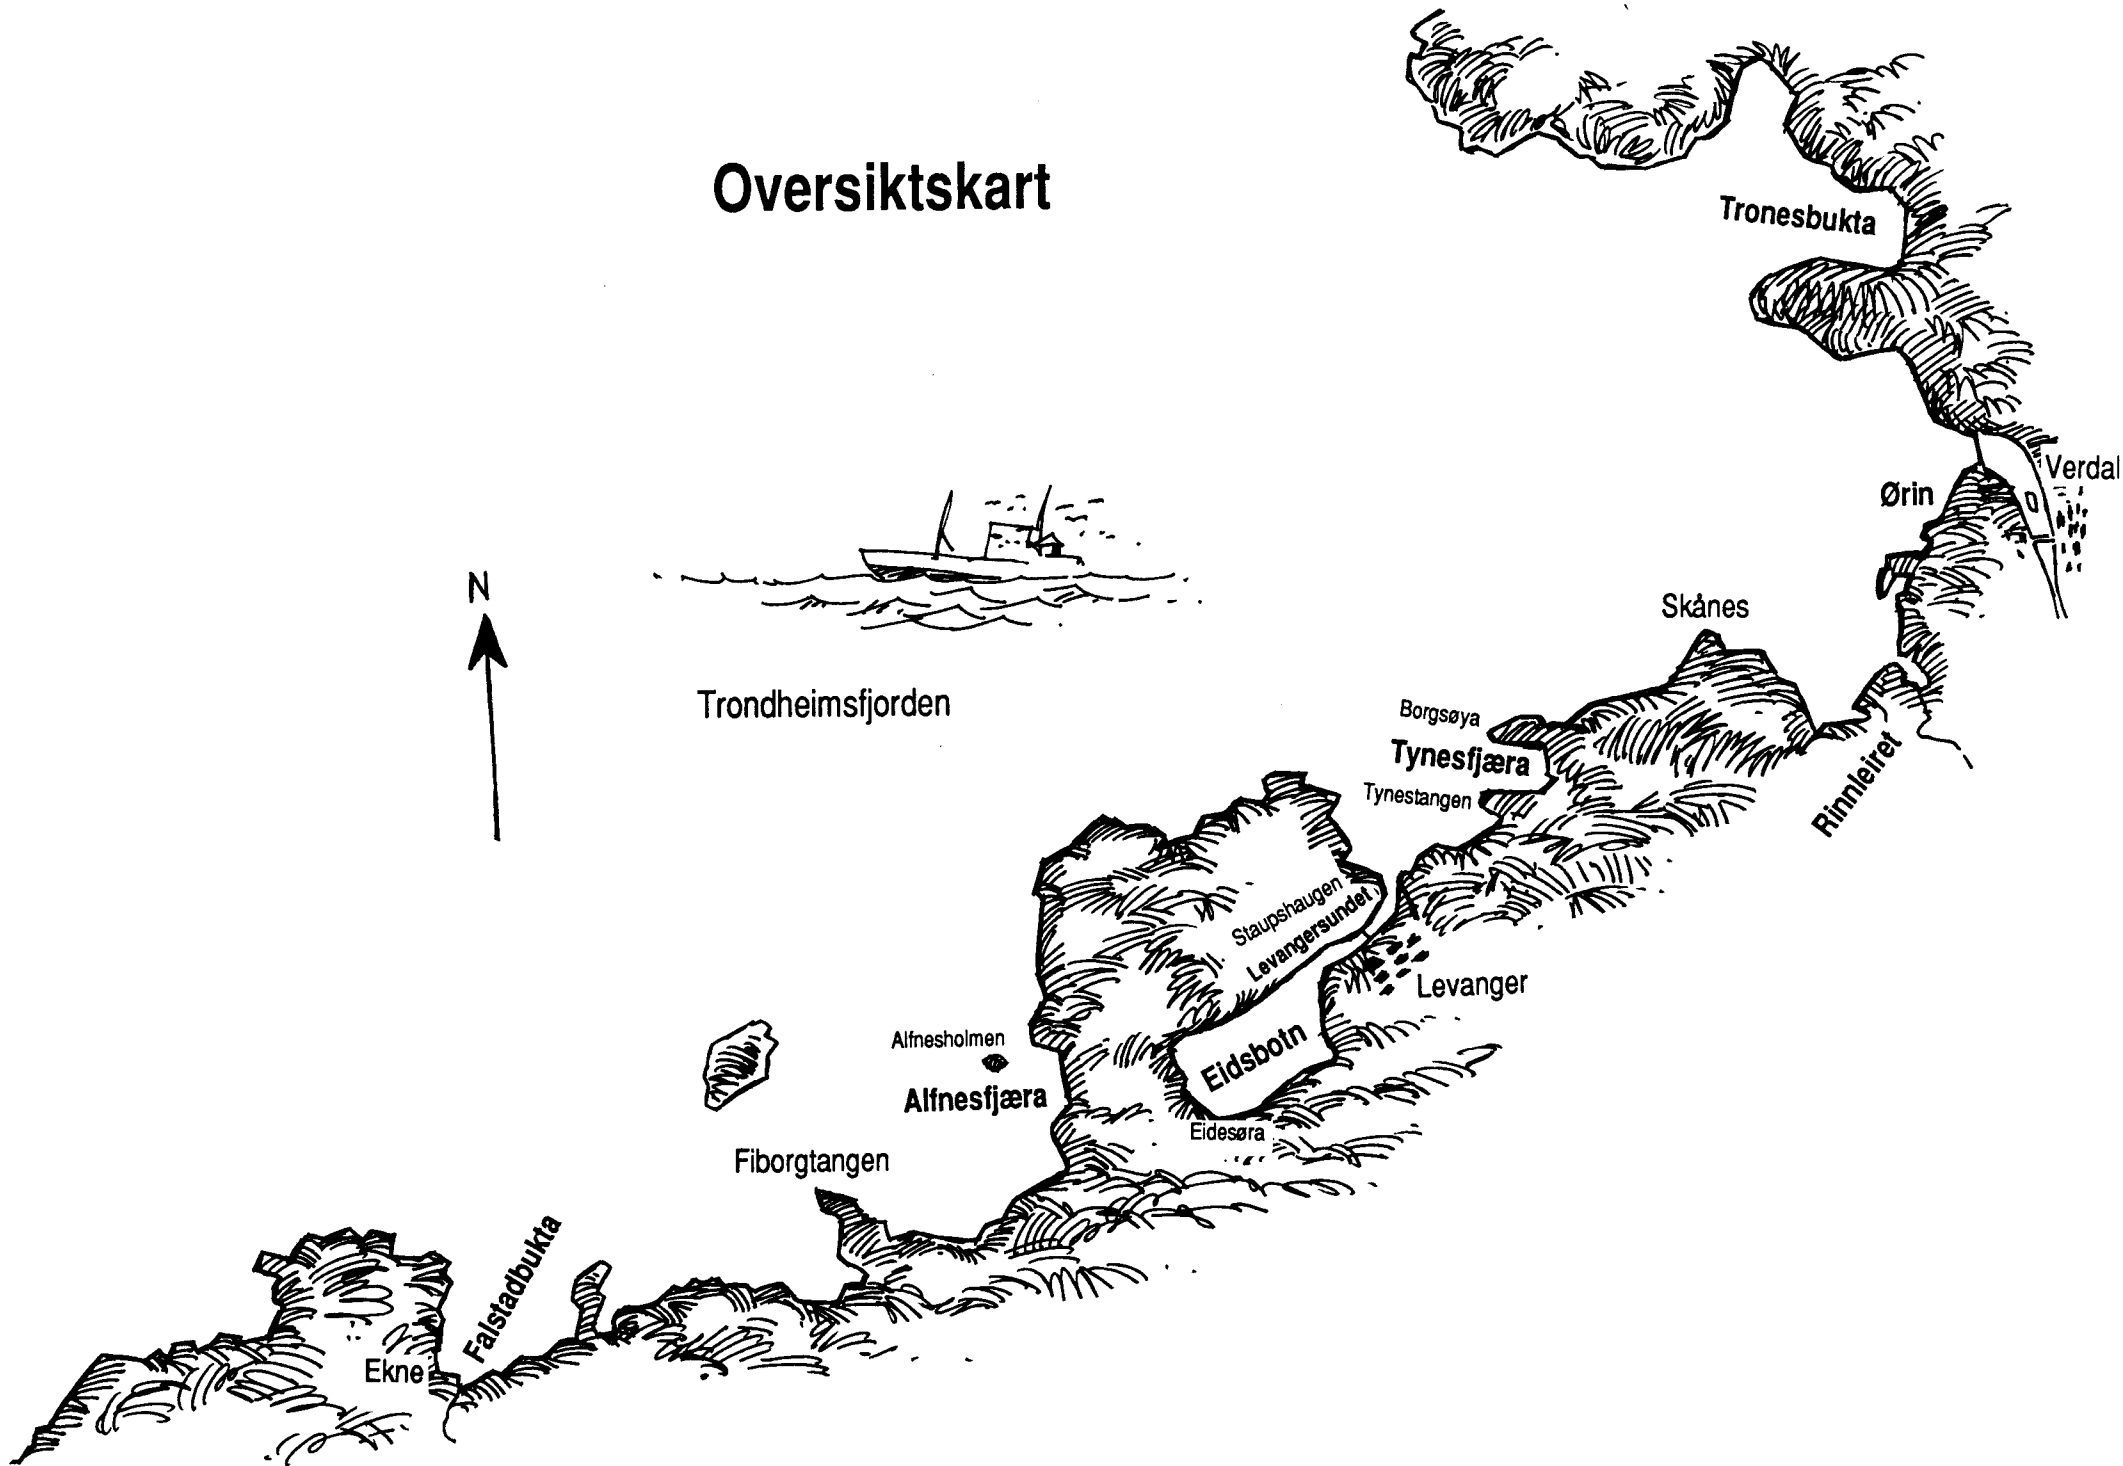 Oversiktskart
Tronesbukta
Verdal
Ørin
N
Skånes
Trondheimsfjorden
Borgsøya
Tynesfjæra
Tynestangen
Rinnleiret
Staupshaugen
Levangersundet
Levanger
Alfnesholmen
Eidsbotn
Alfnesfjæra
Eidesøra
Fiborgtangen
Falstadbukta
Ekne